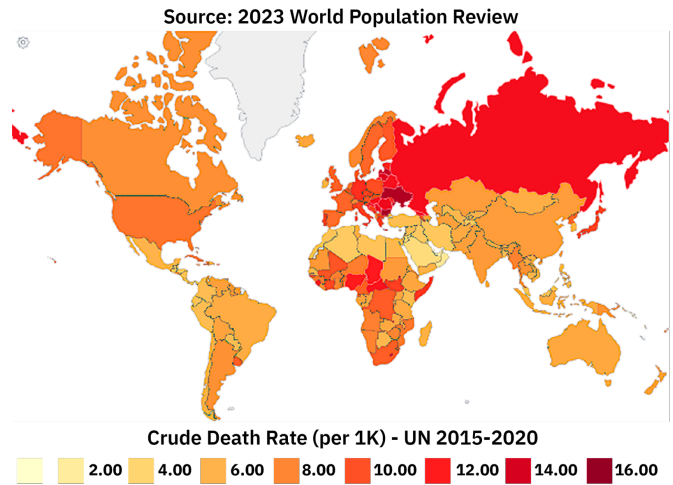 Source: 2023 World Population Review
Crude Death Rate (per 1K) - UN 2015-2020
2.00 4.00 6.00 8.00 10.00 12.00 14.00 16.00